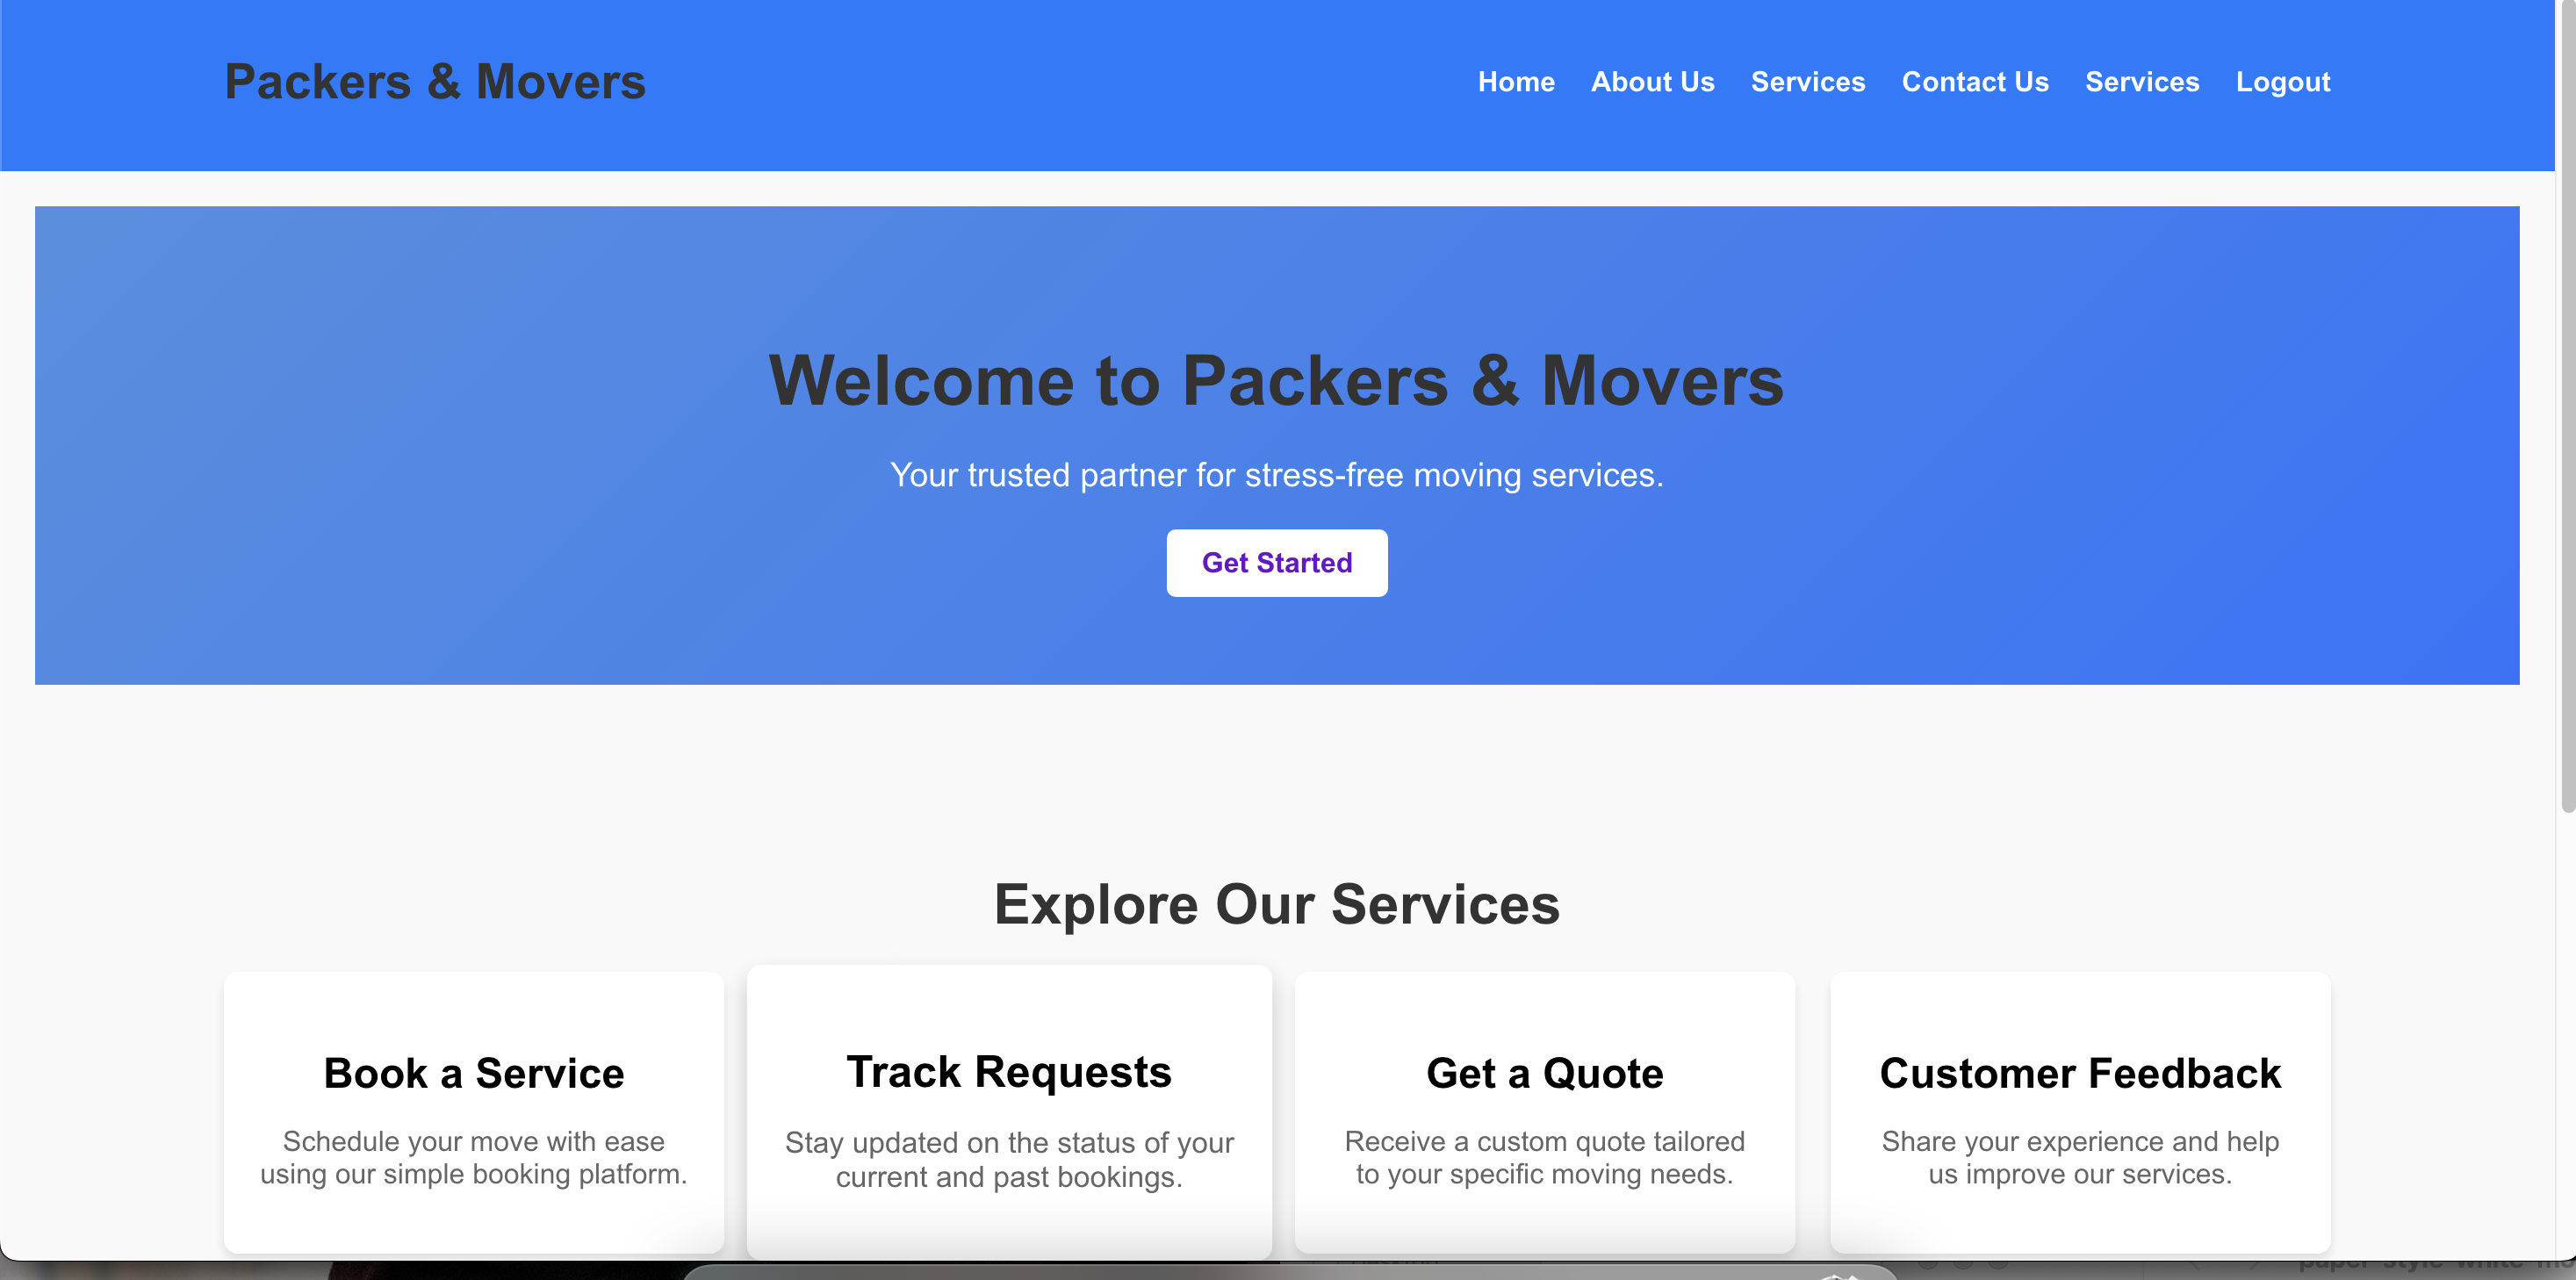 Packers & Movers
Home About Us Services Contact Us Services Logout
Welcome to Packers & Movers
Your trusted partner for stress-free moving services.
Get Started
Explore Our Services
Book a Service
Schedule your move with ease
using our simple booking platform.
Track Requests
Stay updated on the status of your
current and past bookings.
Get a Quote
Receive a custom quote tailored
to your specific moving needs.
Customer Feedback
Share your experience and help
us improve our services.